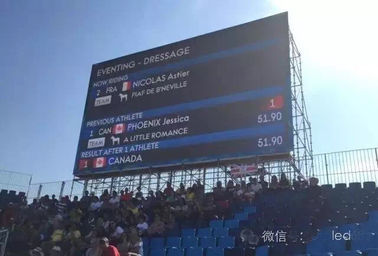 EVENTING - DRESSAGE
NOW RIDING
2 FRA NICOLAS Astier
TEAM PIAF DE B'NEVILLE
PREVIOUS ATHLETE 1
1 CAN PHOENIX Jessica 51.90
TEAM A LITTLE ROMANCE
RESULT AFTER 1 ATHLETE 51.90
1 CANADA
微信 led